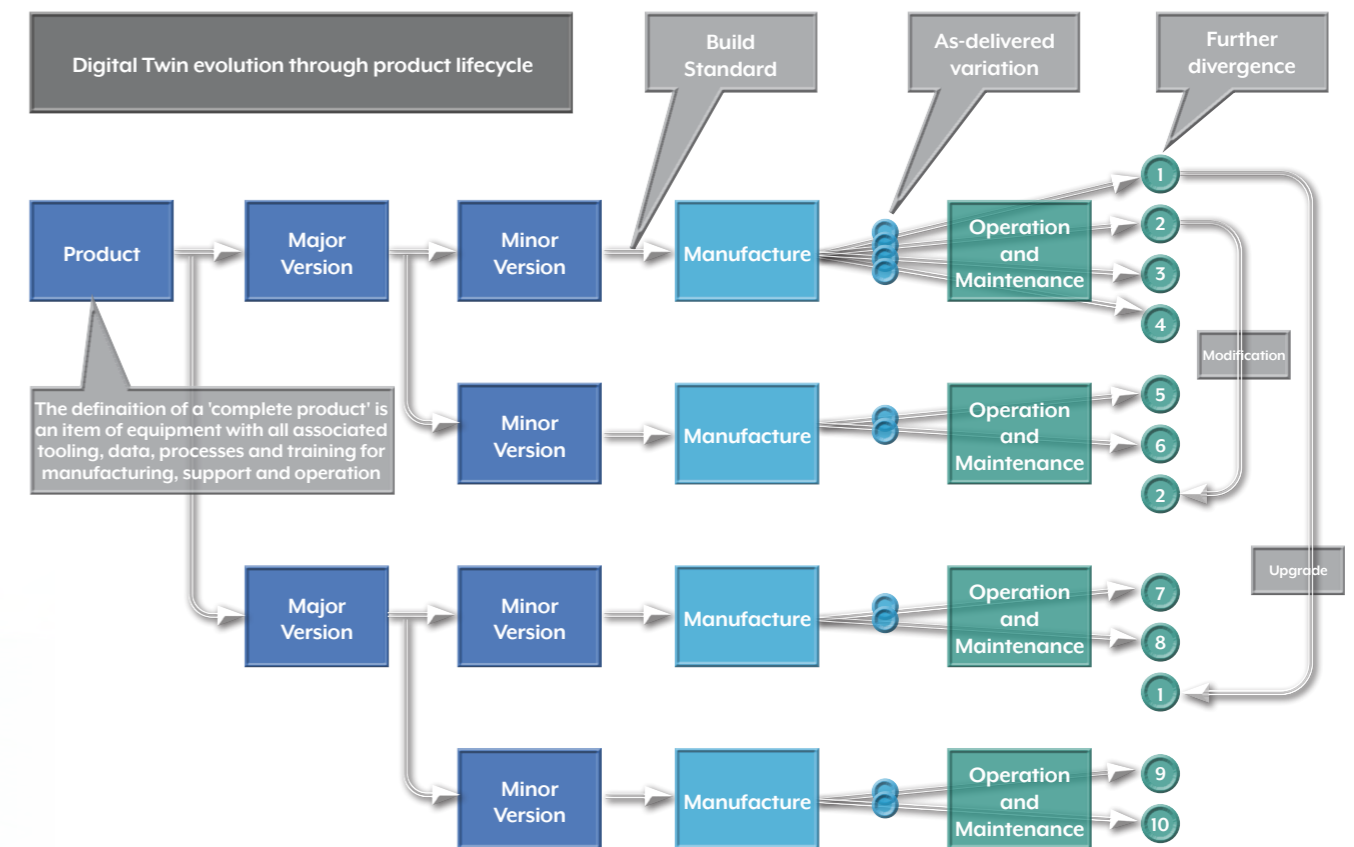 Digital Twin evolution through product lifecycle
Build
Standard
As-delivered
variation
Further
divergence
Product
Major
Version
Minor
Version
Manufacture
Operation
and
Maintenance
1
2
3
4
The definaition of a 'complete product' is
an item of equipment with all associated
tooling, data, processes and training for
manufacturing, support and operation
Modification
Minor
Version
Manufacture
Operation
and
Maintenance
5
6
2
Upgrade
Major
Version
Minor
Version
Manufacture
Operation
and
Maintenance
7
8
1
Minor
Version
Manufacture
Operation
and
Maintenance
9
10